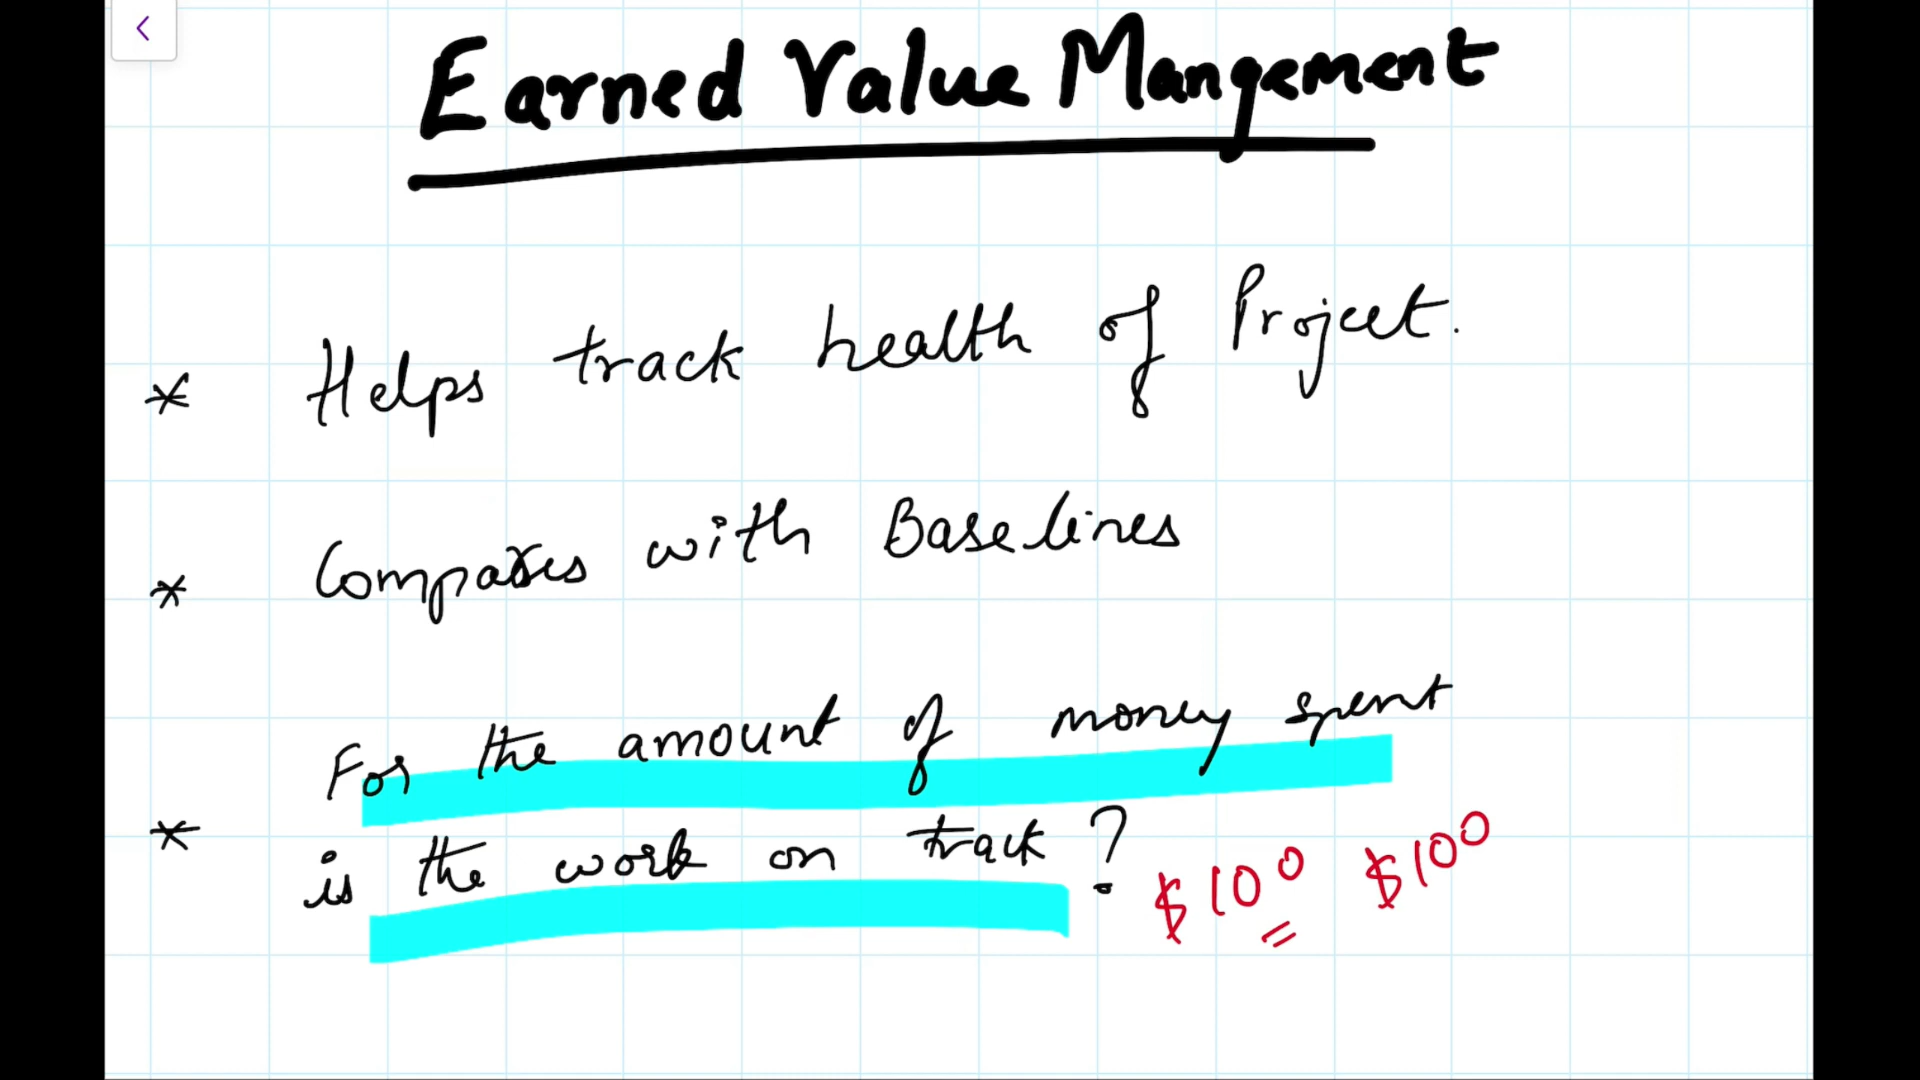 Earned Value Mangement
* Helps track health of Project.
* Compares with Baselines
* For the amount of money spent
is the work on track? $100 $100